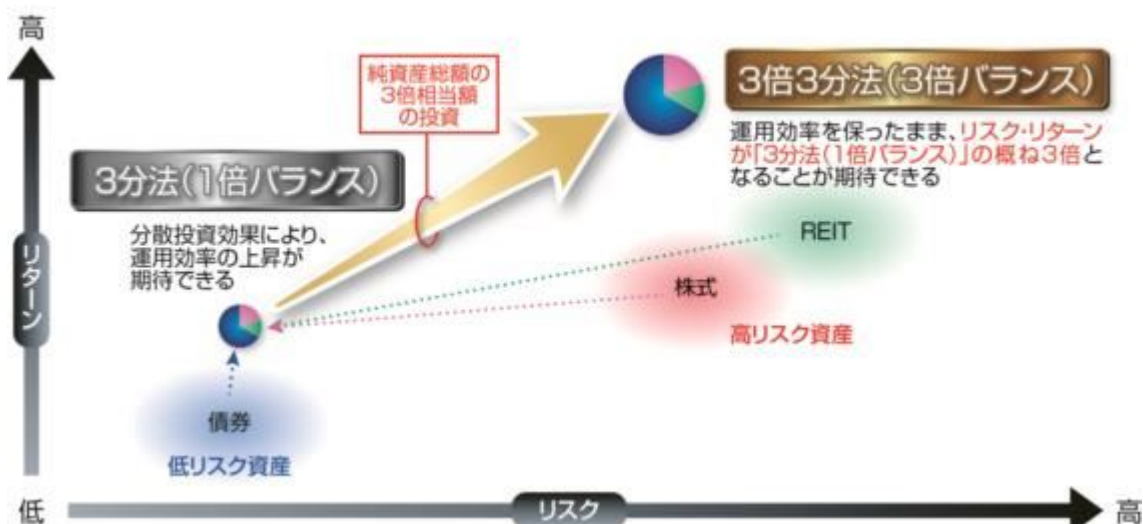 高
純資産総額の
3倍相当額
の投資
3倍3分法(3倍バランス)
運用効率を保ったまま、リスク・リターン
が「3分法(1倍バランス)」の概ね3倍と
なることが期待できる
3分法(1倍バランス)
分散投資効果により、
運用効率の上昇が
期待できる
REIT
株式
高リスク資産
リターン
債券
低リスク資産
低
リスク
高